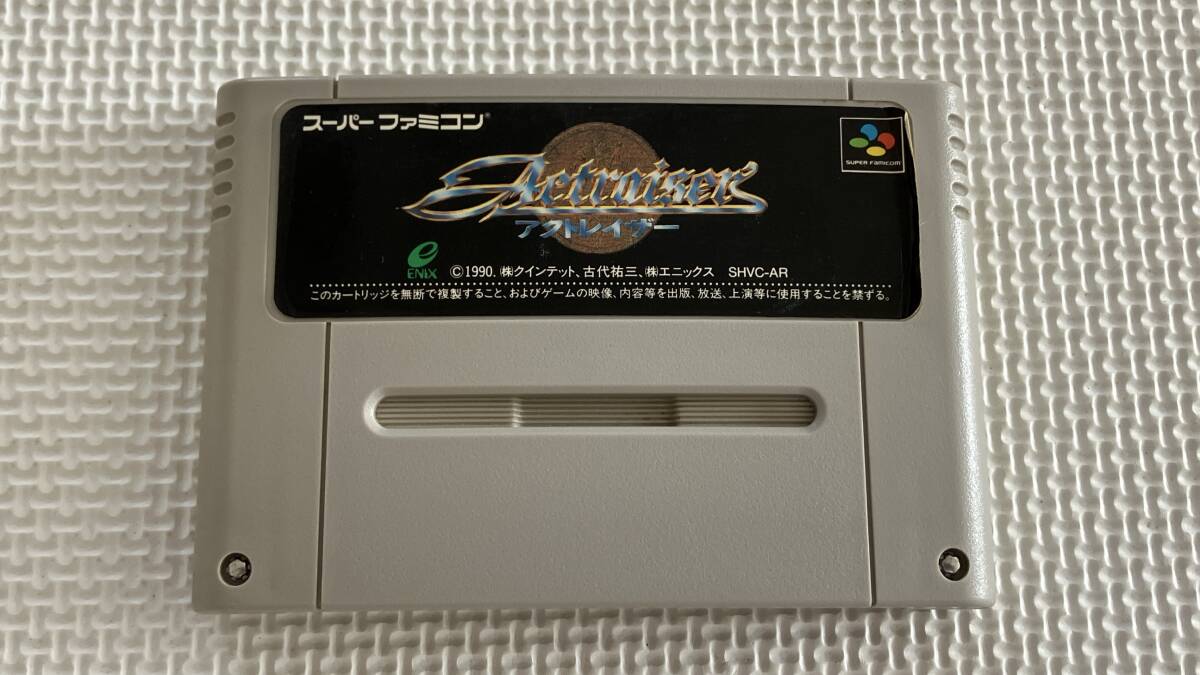 スーパーファミコン®
Actraiser
アクトレイザー
SUPER FAMICOM
ENIX
©1990. ㈱クインテット、古代祐三、㈱エニックス SHVC-AR
このカートリッジを無断で複製すること、およびゲームの映像、内容等を出版、放送、上演等に使用することを禁ずる。